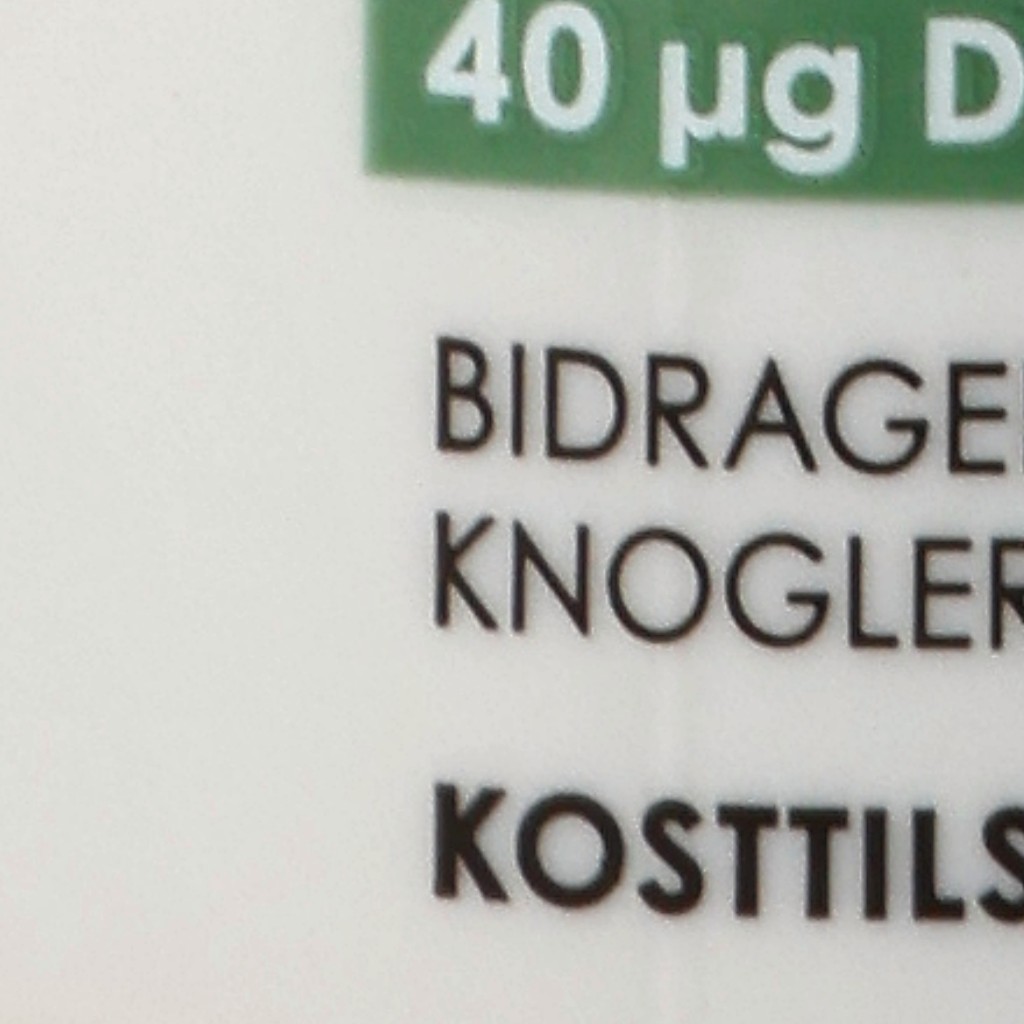 40 µg D
BIDRAGE
KNOGLER
KOSTTILS